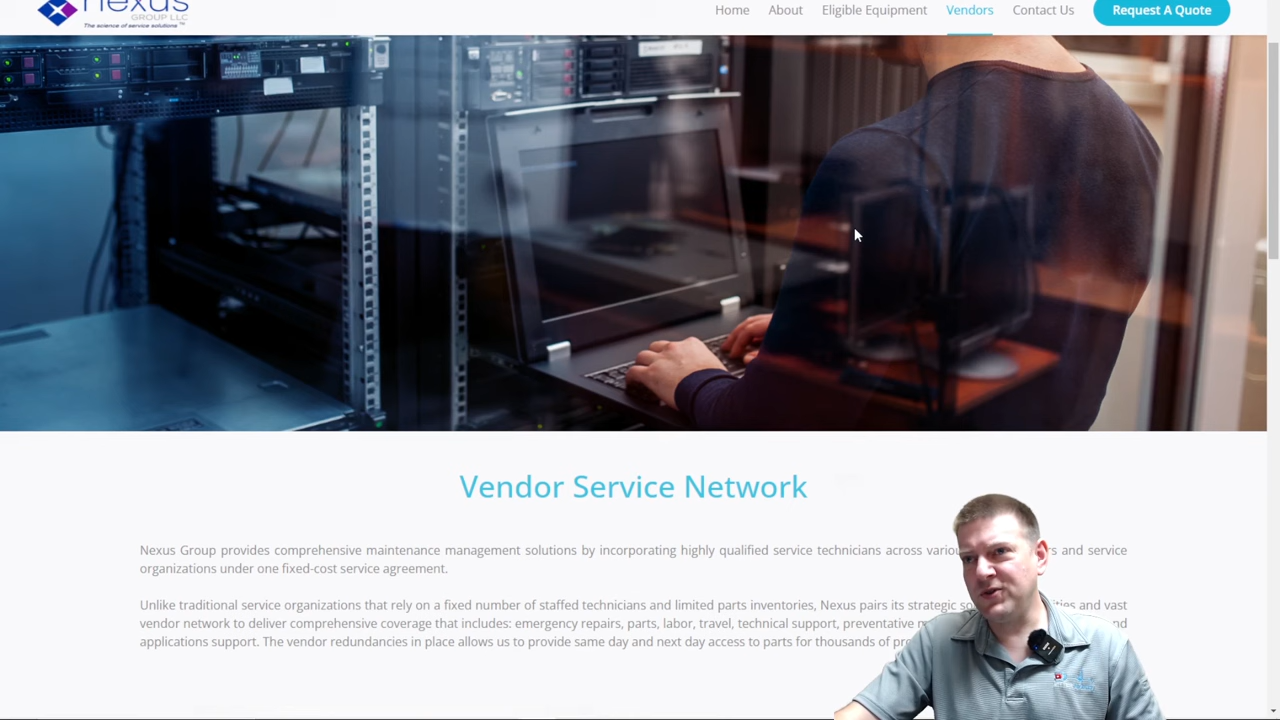 nexus
GROUP LLC
The science of service solutions ™
Home About Eligible Equipment Vendors Contact Us Request A Quote
Vendor Service Network
Nexus Group provides comprehensive maintenance management solutions by incorporating highly qualified service technicians across and service
organizations under one fixed-cost service agreement.
Unlike traditional service organizations that rely on a fixed number of staffed technicians and limited parts inventories, Nexus pairs its strategic and vast
vendor network to deliver comprehensive coverage that includes: emergency repairs, parts, labor, travel, technical support, preventative
applications support. The vendor redundancies in place allows us to provide same day and next day access to parts for thousands of